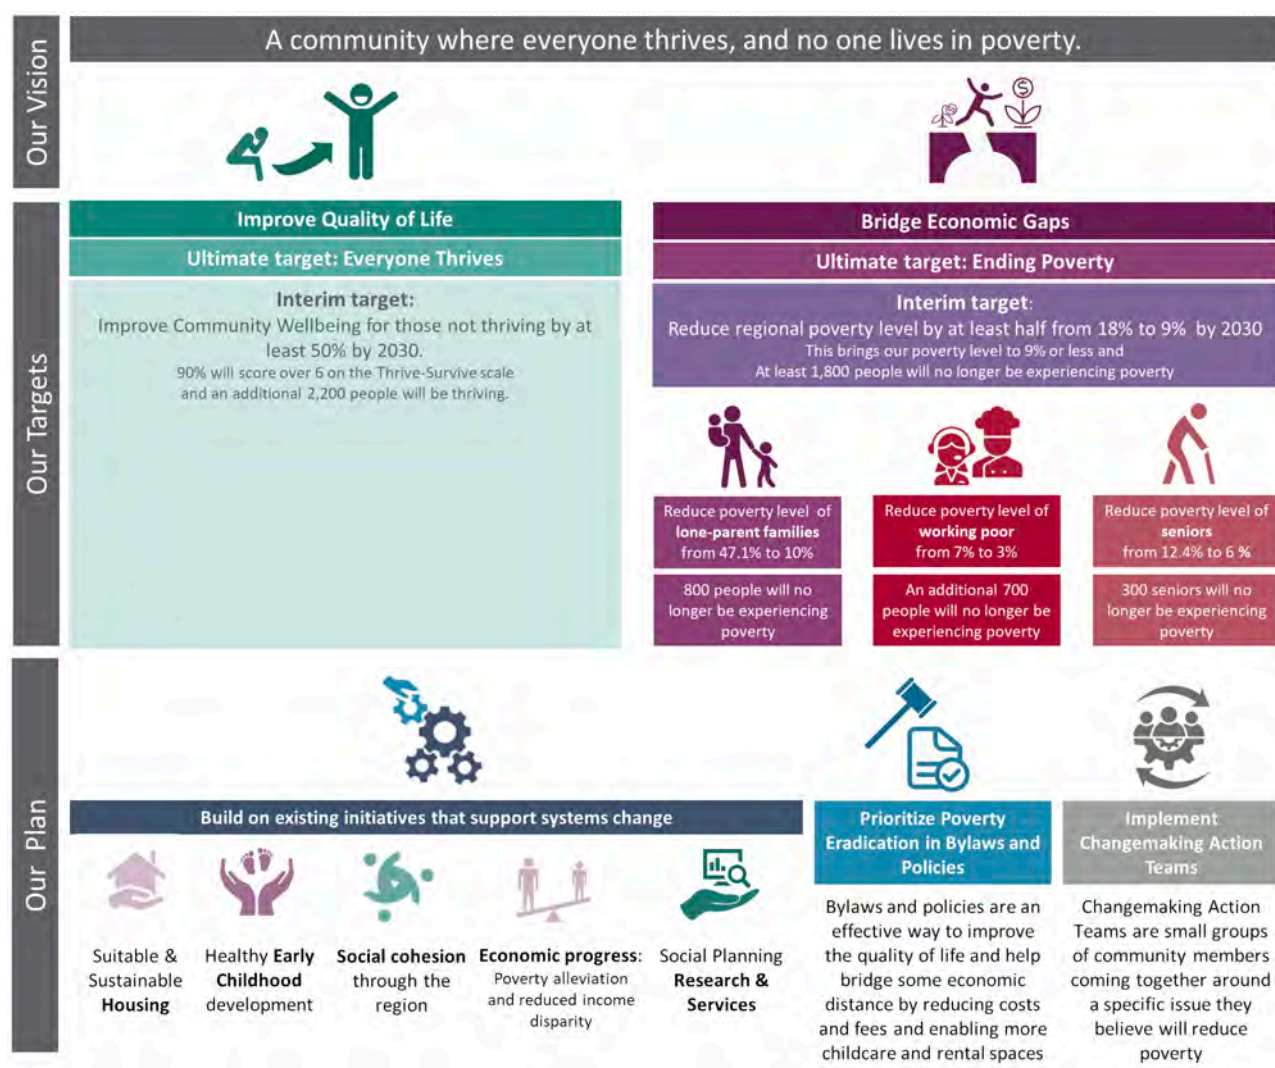 Our Vision
A community where everyone thrives, and no one lives in poverty.
Our Targets
Improve Quality of Life
Ultimate target: Everyone Thrives
Interim target:
Improve Community Wellbeing for those not thriving by at
least 50% by 2030.
90% will score over 6 on the Thrive-Survive scale
and an additional 2,200 people will be thriving.
Bridge Economic Gaps
Ultimate target: Ending Poverty
Interim target:
Reduce regional poverty level by at least half from 18% to 9% by 2030
This brings our poverty level to 9% or less and
At least 1,800 people will no longer be experiencing poverty
Reduce poverty level of
lone-parent families
from 47.1% to 10%
800 people will no
longer be experiencing
poverty
Reduce poverty level of
working poor
from 7% to 3%
An additional 700
people will no longer be
experiencing poverty
Reduce poverty level of
seniors
from 12.4% to 6 %
300 seniors will no
longer be experiencing
poverty
Our Plan
Build on existing initiatives that support systems change
Suitable &
Sustainable
Housing
Healthy Early
Childhood
development
Social cohesion
through the
region
Economic progress:
Poverty alleviation
and reduced income
disparity
Social Planning
Research &
Services
Prioritize Poverty
Eradication in Bylaws and
Policies
Bylaws and policies are an
effective way to improve
the quality of life and help
bridge some economic
distance by reducing costs
and fees and enabling more
childcare and rental spaces
Implement
Changemaking Action
Teams
Changemaking Action
Teams are small groups
of community members
coming together around
a specific issue they
believe will reduce
poverty